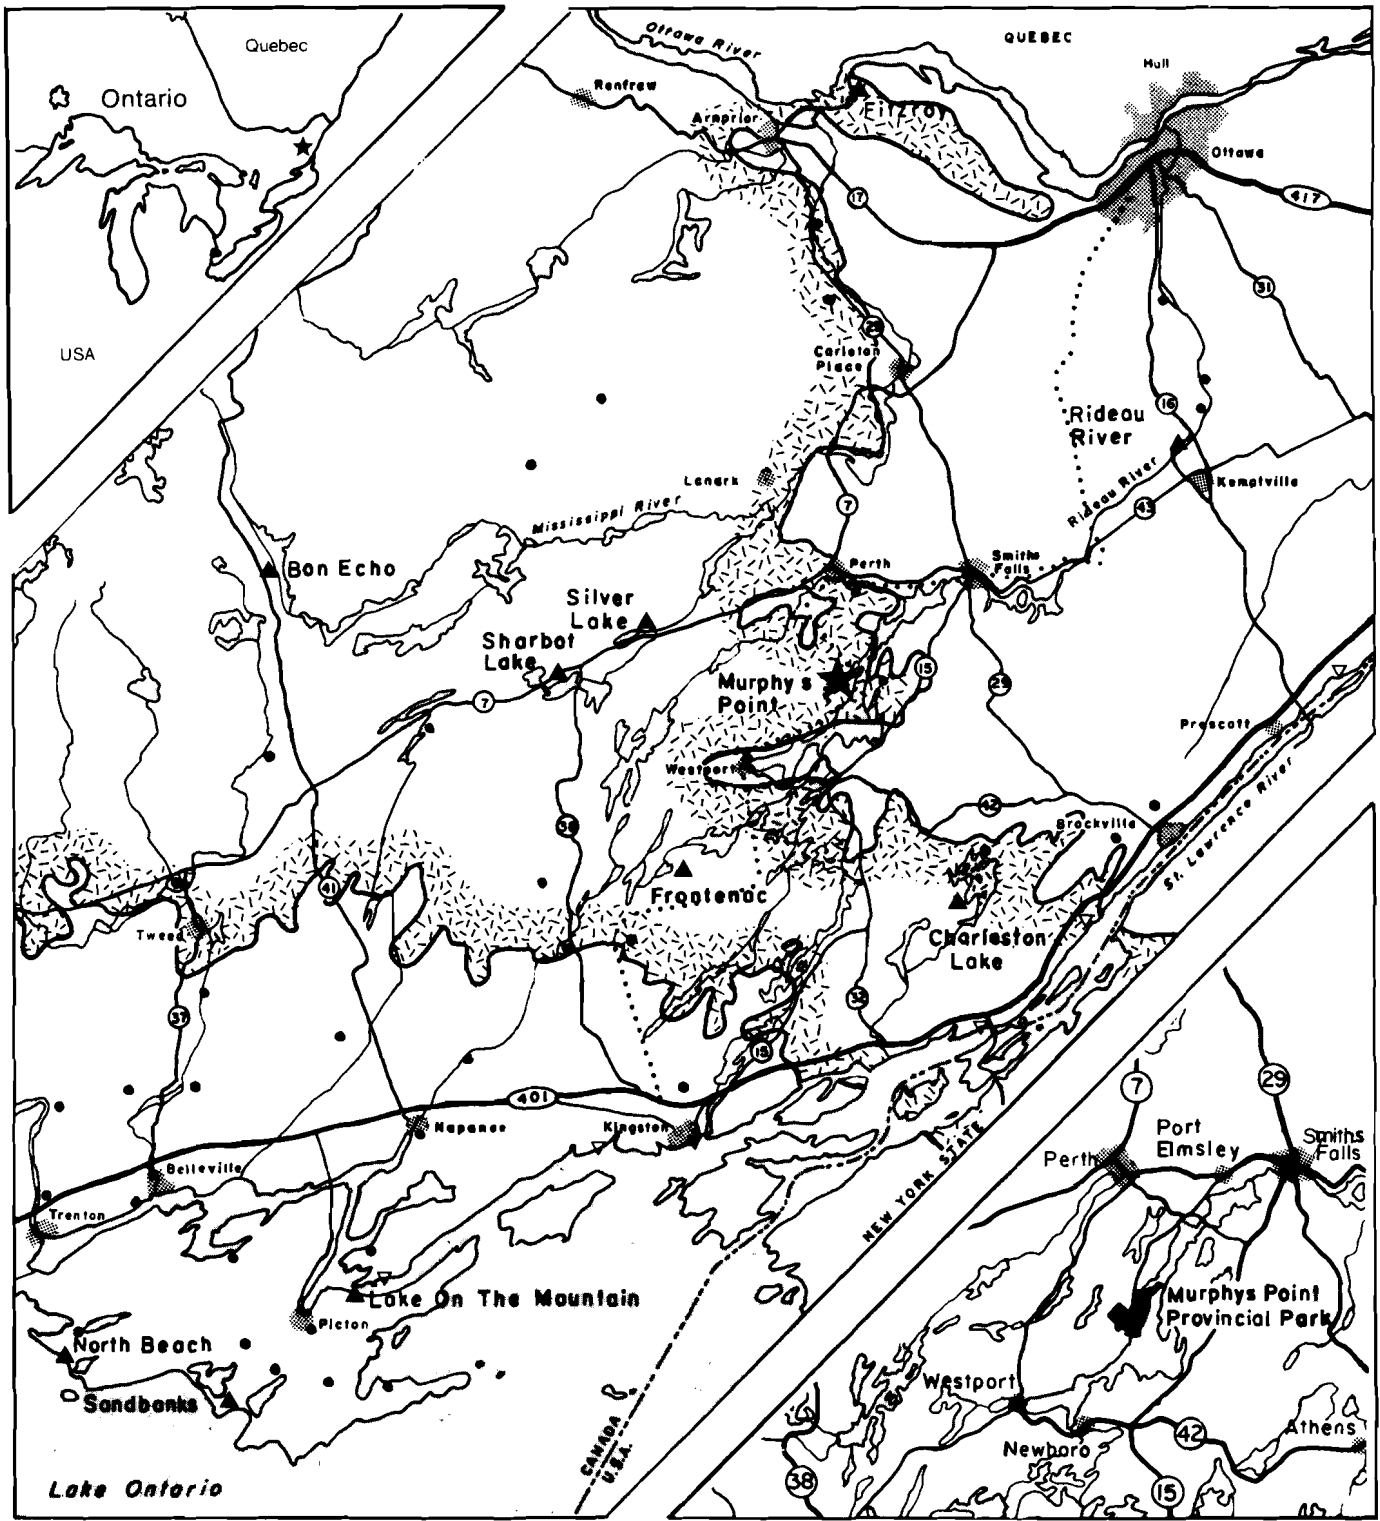 Quebec
Ontario
USA
Ottawa River
QUEBEC
Hull
Renfrew
Arnprior
Fitzroy
Ottawa
417
17
31
29
Carleton
Place
16
Rideau
River
Lanark
Mississippi River
7
Rideau River
43
Kemptville
Bon Echo
Perth
Smiths
Falls
Silver
Lake
Sharbot
Lake
7
Murphy's
Point
15
29
Prescott
Westport
42
Brockville
St. Lawrence River
38
41
Frontenac
Tweed
Charleston
Lake
37
32
15
401
Napanee
Kingston
Belleville
Trenton
NEW YORK STATE
Lake On The Mountain
Picton
North Beach
Sandbanks
CANADA
U.S.A.
Lake Ontario
7
29
Port
Elmsley
Smiths
Falls
Perth
Murphys Point
Provincial Park
Westport
Newboro
42
Athens
38
15